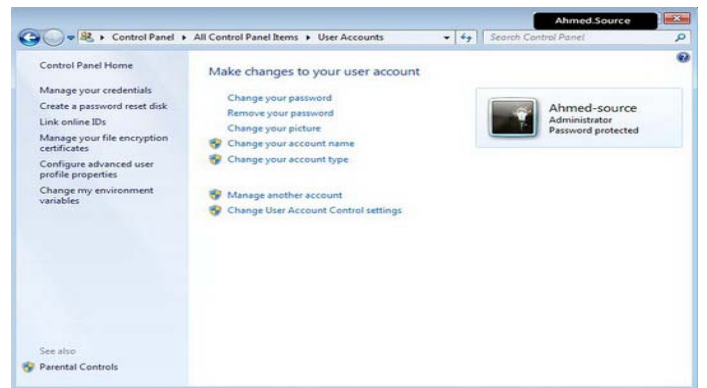 Ahmed.Source
Control Panel ▸ All Control Panel Items ▸ User Accounts
Search Control Panel
Control Panel Home
Manage your credentials
Create a password reset disk
Link online IDs
Manage your file encryption
certificates
Configure advanced user
profile properties
Change my environment
variables
See also
Parental Controls
Make changes to your user account
Change your password
Remove your password
Change your picture
Change your account name
Change your account type
Manage another account
Change User Account Control settings
Ahmed-source
Administrator
Password protected